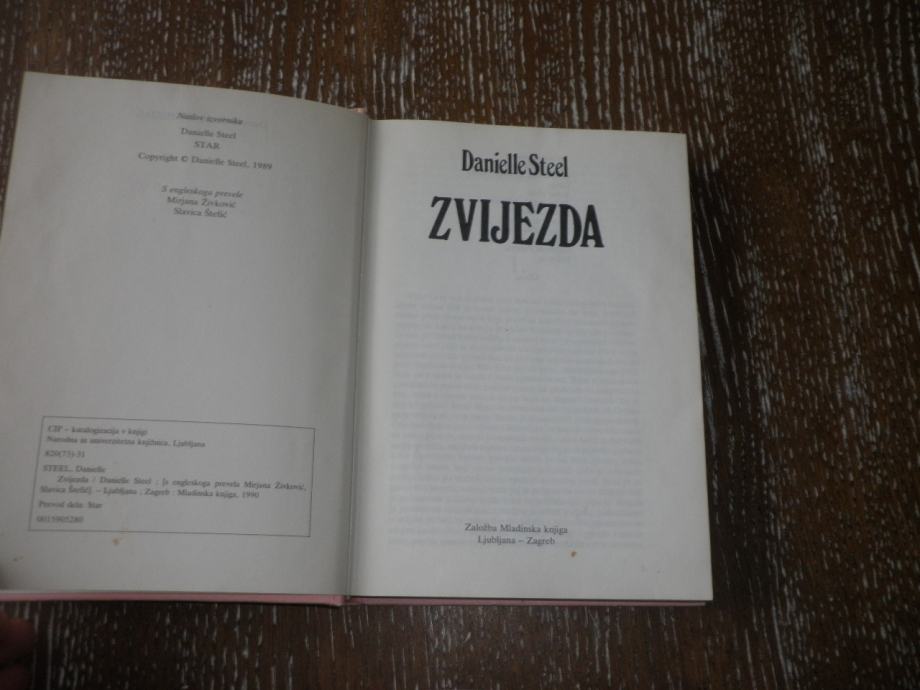 Naslov izvornika
Danielle Steel
STAR
Copyright © Danielle Steel, 1989
S engleskoga prevele
Mirjana Živković
Slavica Štefić
CIP – katalogizacija v knjigi
Narodna in univerzitetna knjižnica, Ljubljana
820(73)-31
STEEL, Danielle
Zvijezda / Danielle Steel ; [s engleskoga prevela Mirjana Živković,
Slavica Štefić]. – Ljubljana ; Zagreb : Mladinska knjiga, 1990
Prevod dela: Star
0015905280
Danielle Steel
ZVIJEZDA
Založba Mladinska knjiga
Ljubljana – Zagreb